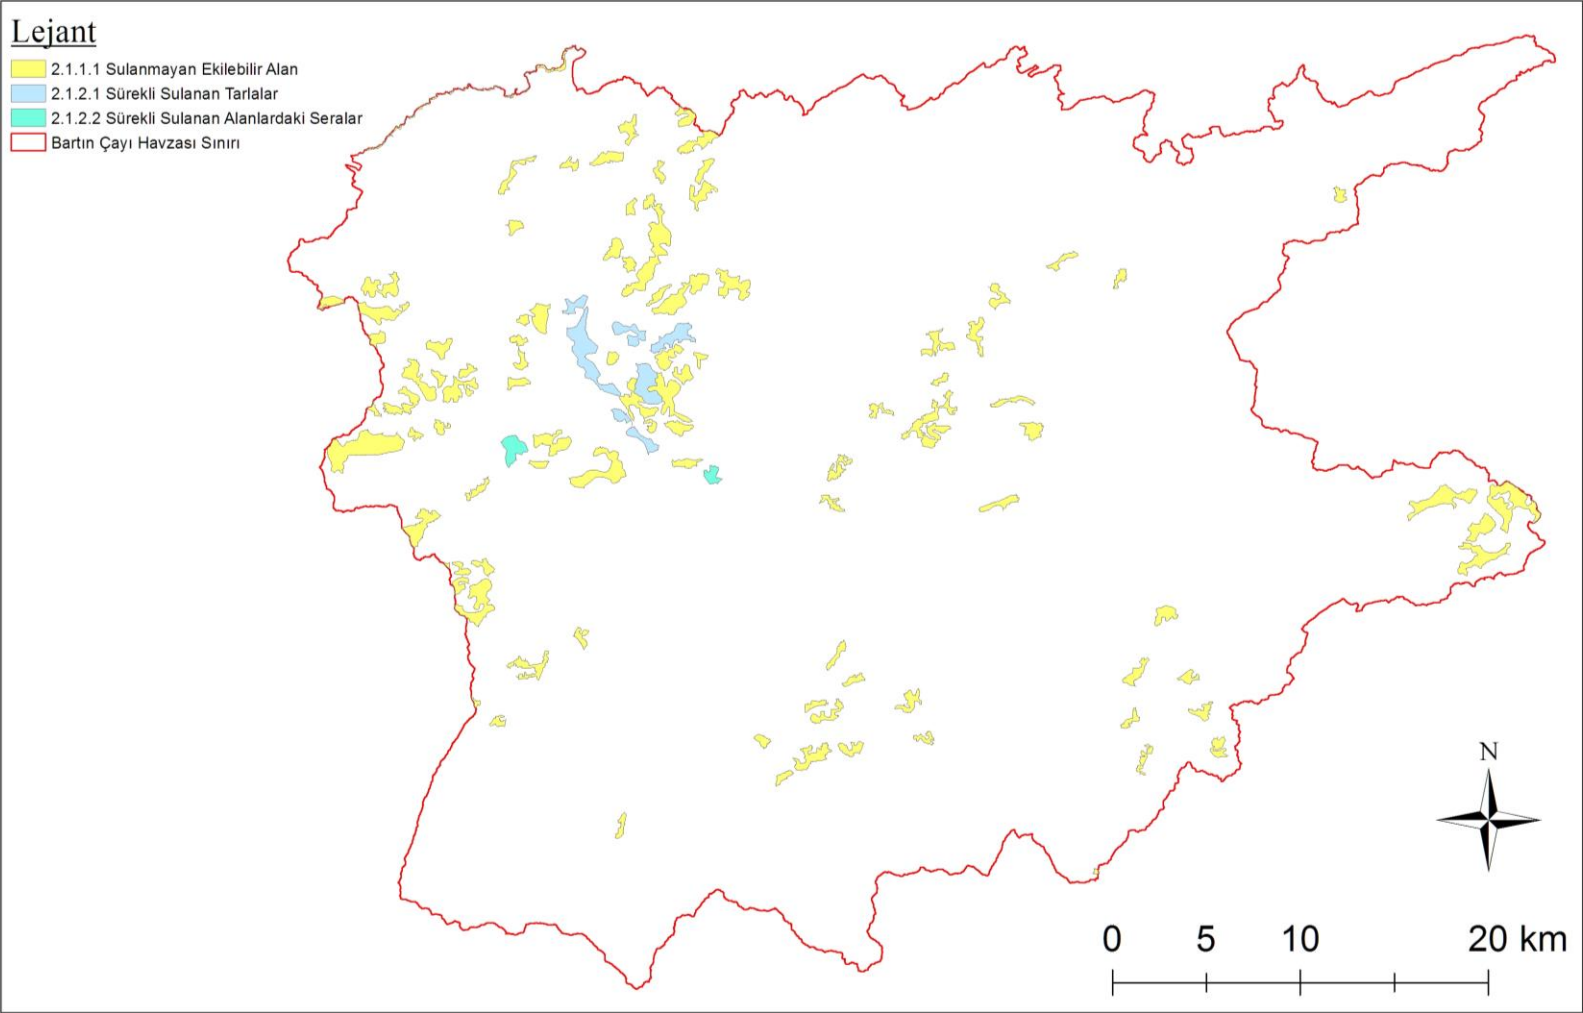 Lejant
2.1.1.1 Sulanmayan Ekilebilir Alan
2.1.2.1 Sürekli Sulanan Tarlalar
2.1.2.2 Sürekli Sulanan Alanlardaki Seralar
Bartın Çayı Havzası Sınırı
N
0 5 10 20 km